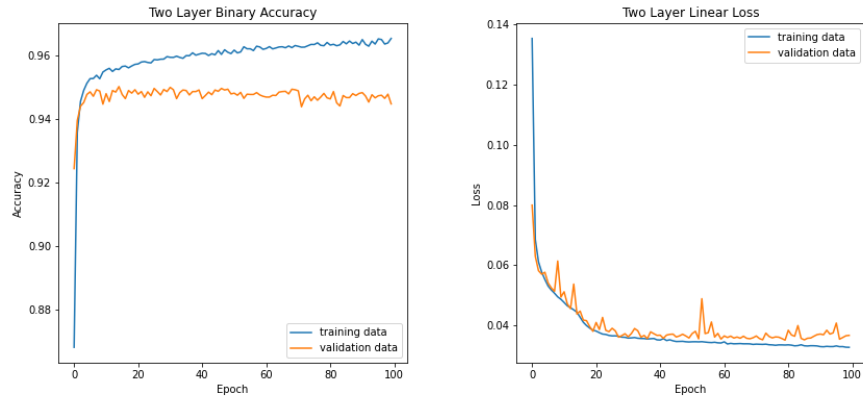 Two Layer Binary Accuracy
0.96
0.94
0.92
0.90
0.88
Accuracy
0
20
40
60
80
100
Epoch
training data
validation data
Two Layer Linear Loss
0.14
0.12
0.10
0.08
0.06
0.04
Loss
0
20
40
60
80
100
Epoch
training data
validation data